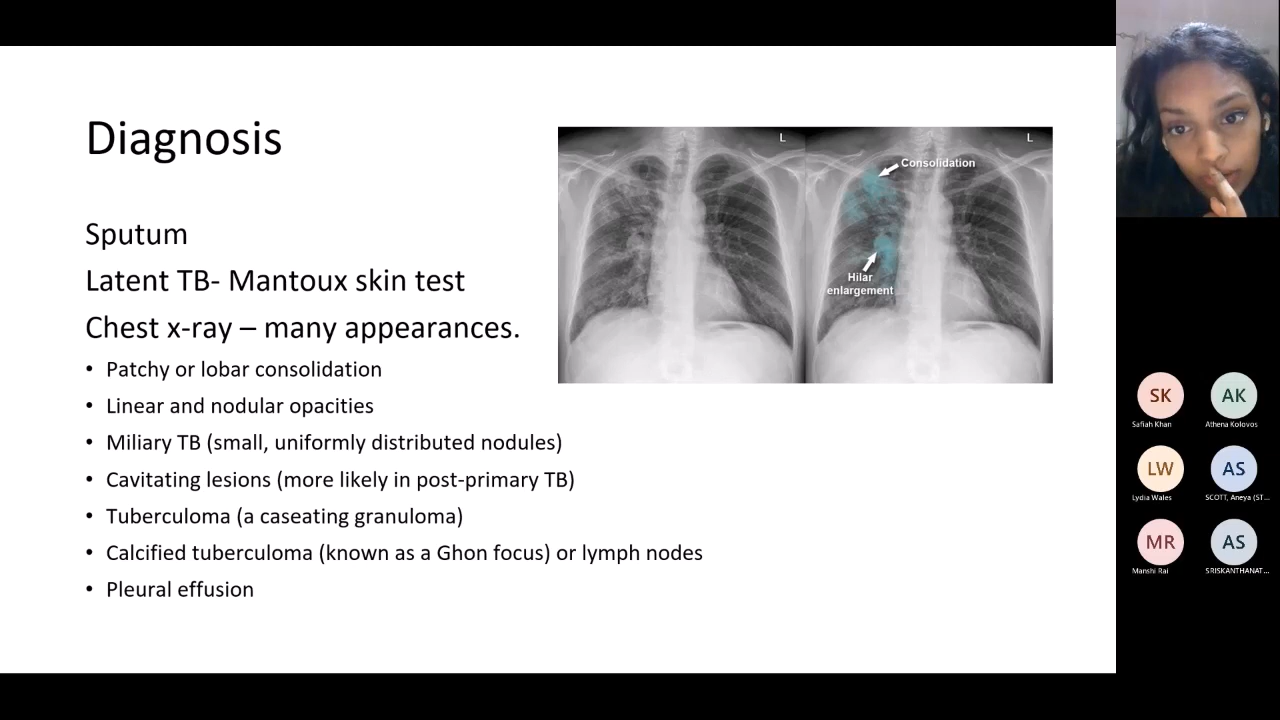 Diagnosis
Sputum
Latent TB- Mantoux skin test
Chest x-ray – many appearances.
• Patchy or lobar consolidation
• Linear and nodular opacities
• Miliary TB (small, uniformly distributed nodules)
• Cavitating lesions (more likely in post-primary TB)
• Tuberculoma (a caseating granuloma)
• Calcified tuberculoma (known as a Ghon focus) or lymph nodes
• Pleural effusion
L
L
Consolidation
Hilar
enlargement
SK
AK
Safiah Khan
Athena Kolovos
LW
AS
Lydia Wales
SCOTT, Aneya (ST...
MR
AS
Manshi Rai
SRISKANTHANAT...